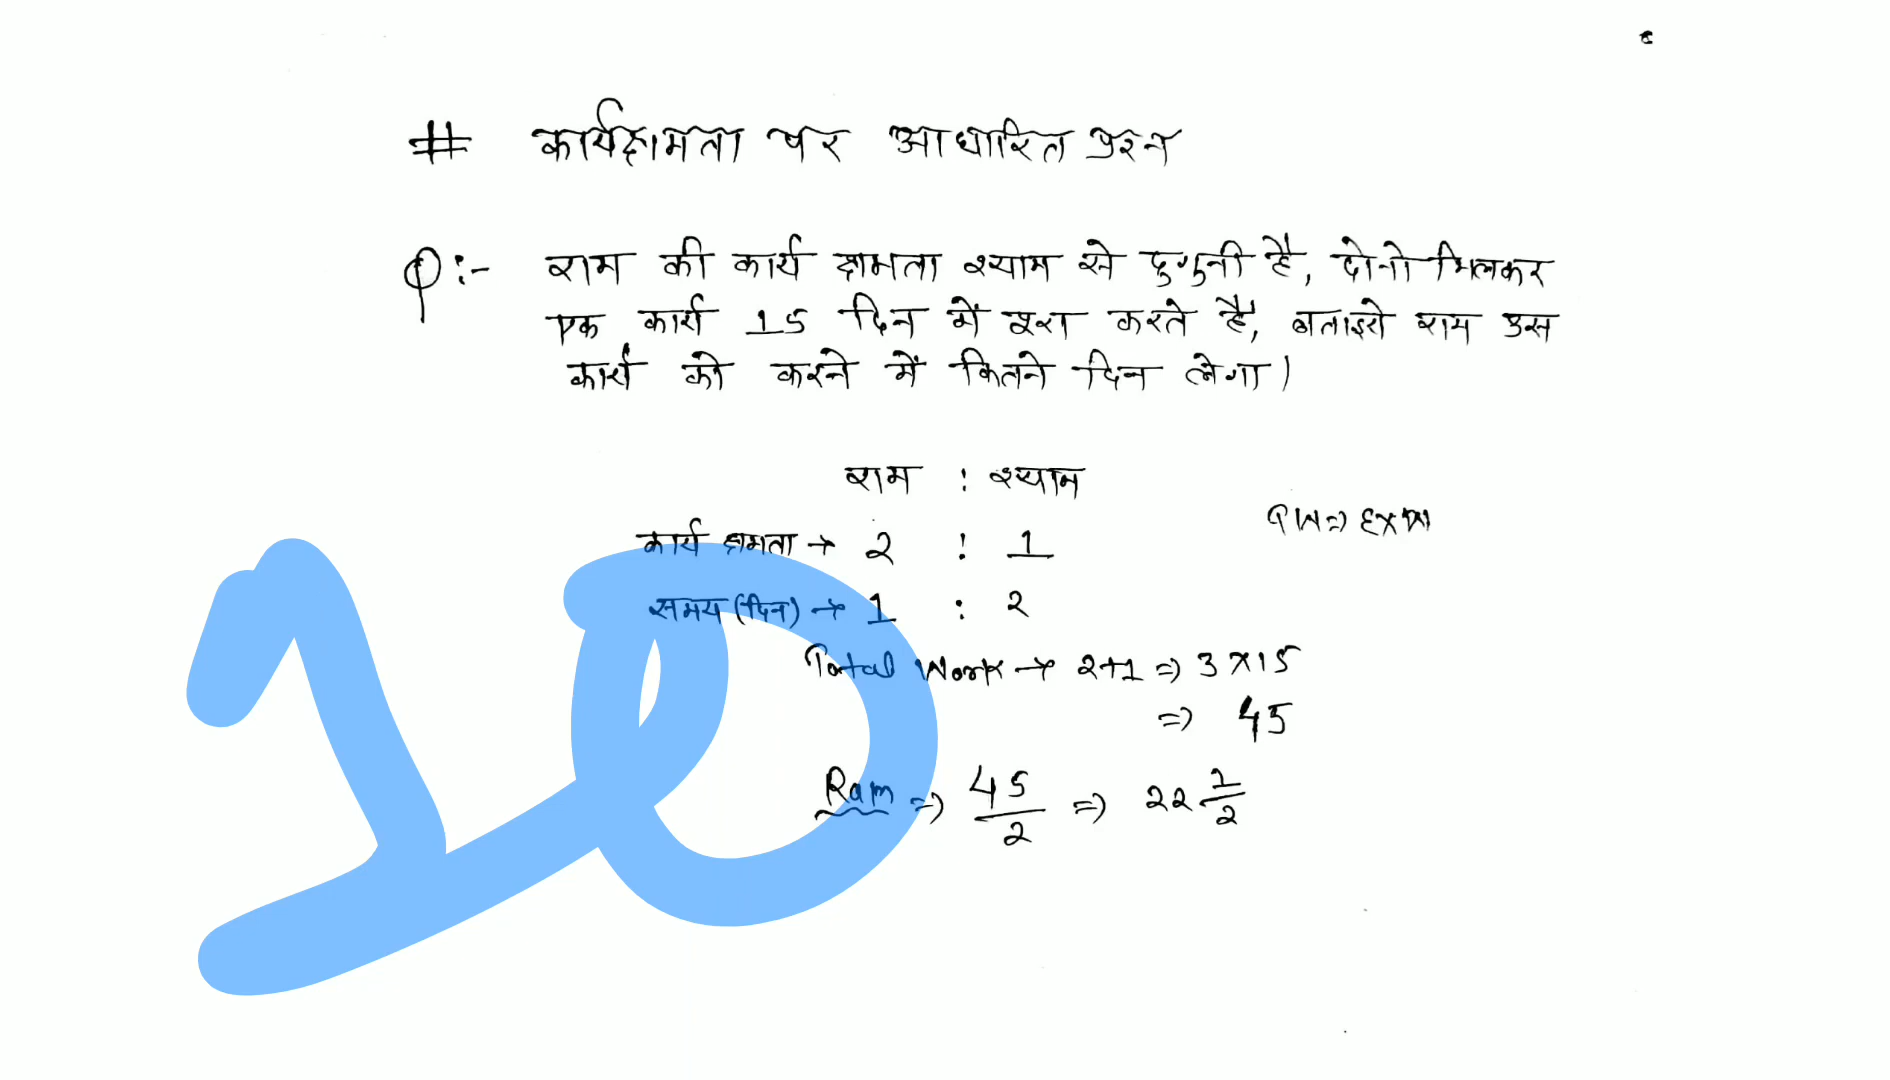 # कार्यक्षमता पर आधारित प्रश्न
Q:- राम की कार्य क्षमता श्याम से दुगुनी है, दोनो मिलकर
एक कार्य 15 दिन में पूरा करते है, बताइये राम उस
कार्य को करने में कितने दिन लेगा।
राम : श्याम
कार्य क्षमता → 2 : 1
समय (दिन) → 1 : 2
Total Work → 2+1 => 3 x 15
=> 45
Ram => 45/2 => 22 1/2
10